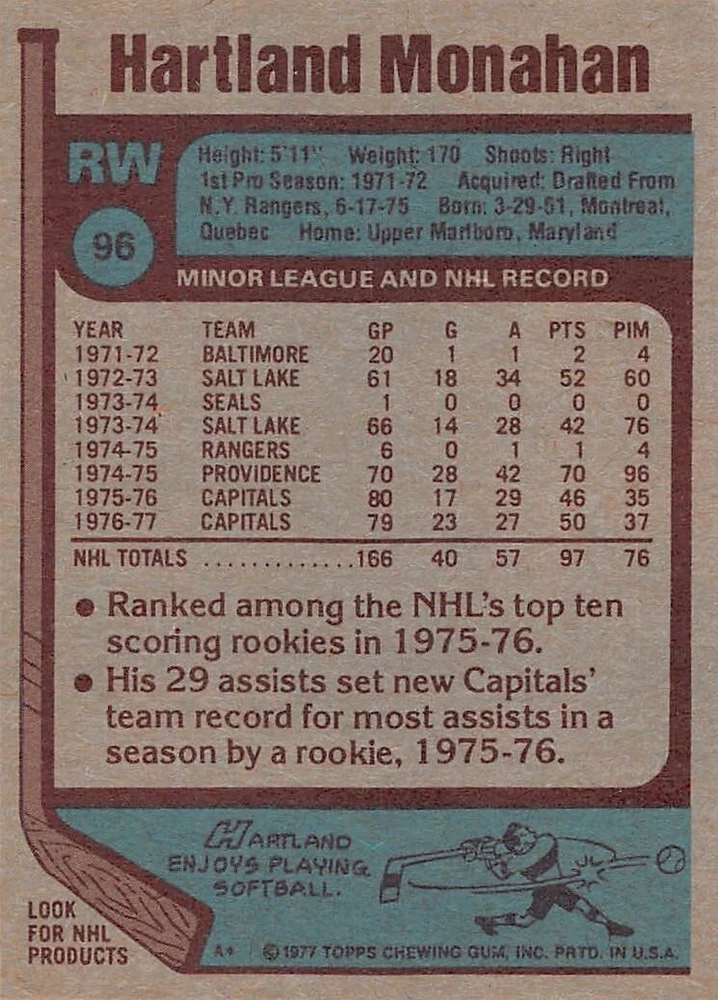 Hartland Monahan
RW
Height: 5'11" Weight: 170 Shoots: Right
1st Pro Season: 1971-72 Acquired: Drafted From
N.Y. Rangers, 6-17-75 Born: 3-29-51, Montreal,
Quebec Home: Upper Marlboro, Maryland
96
MINOR LEAGUE AND NHL RECORD
YEAR TEAM GP G A PTS PIM
1971-72 BALTIMORE 20 1 1 2 4
1972-73 SALT LAKE 61 18 34 52 60
1973-74 SEALS 1 0 0 0 0
1973-74 SALT LAKE 66 14 28 42 76
1974-75 RANGERS 6 0 1 1 4
1974-75 PROVIDENCE 70 28 42 70 96
1975-76 CAPITALS 80 17 29 46 35
1976-77 CAPITALS 79 23 27 50 37
NHL TOTALS .............166 40 57 97 76
● Ranked among the NHL's top ten
scoring rookies in 1975-76.
● His 29 assists set new Capitals'
team record for most assists in a
season by a rookie, 1975-76.
HARTLAND
ENJOYS PLAYING
SOFTBALL.
LOOK
FOR NHL
PRODUCTS
A* © 1977 TOPPS CHEWING GUM, INC. PRTD. IN U.S.A.